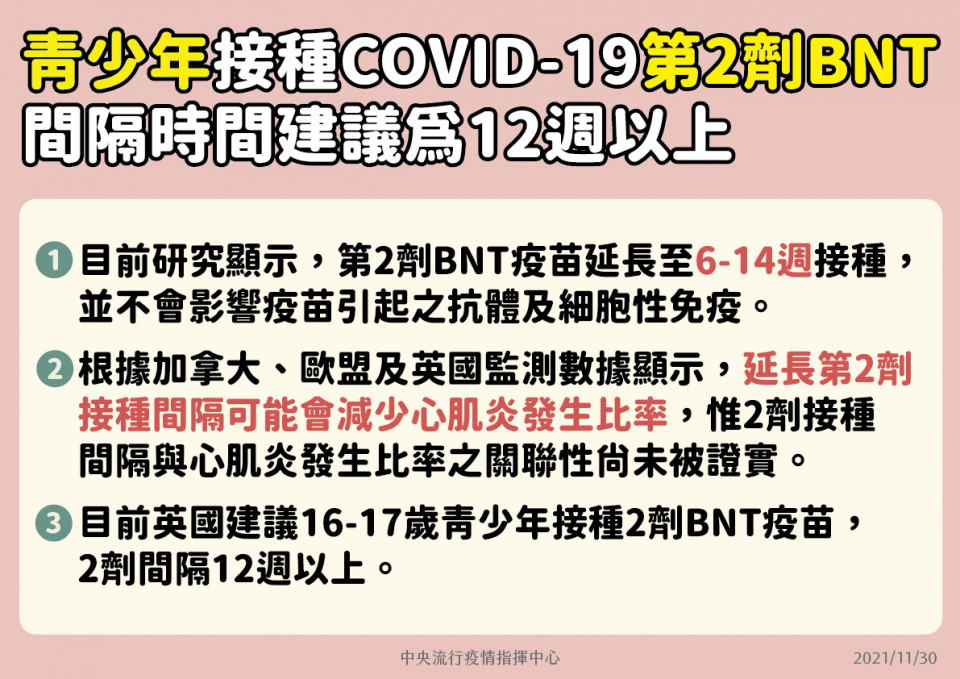 青少年接種COVID-19第2劑BNT
間隔時間建議為12週以上
1 目前研究顯示，第2劑BNT疫苗延長至6-14週接種，
並不會影響疫苗引起之抗體及細胞性免疫。
2 根據加拿大、歐盟及英國監測數據顯示，延長第2劑
接種間隔可能會減少心肌炎發生比率，惟2劑接種
間隔與心肌炎發生比率之關聯性尚未被證實。
3 目前英國建議16-17歲青少年接種2劑BNT疫苗，
2劑間隔12週以上。
中央流行疫情指揮中心
2021/11/30